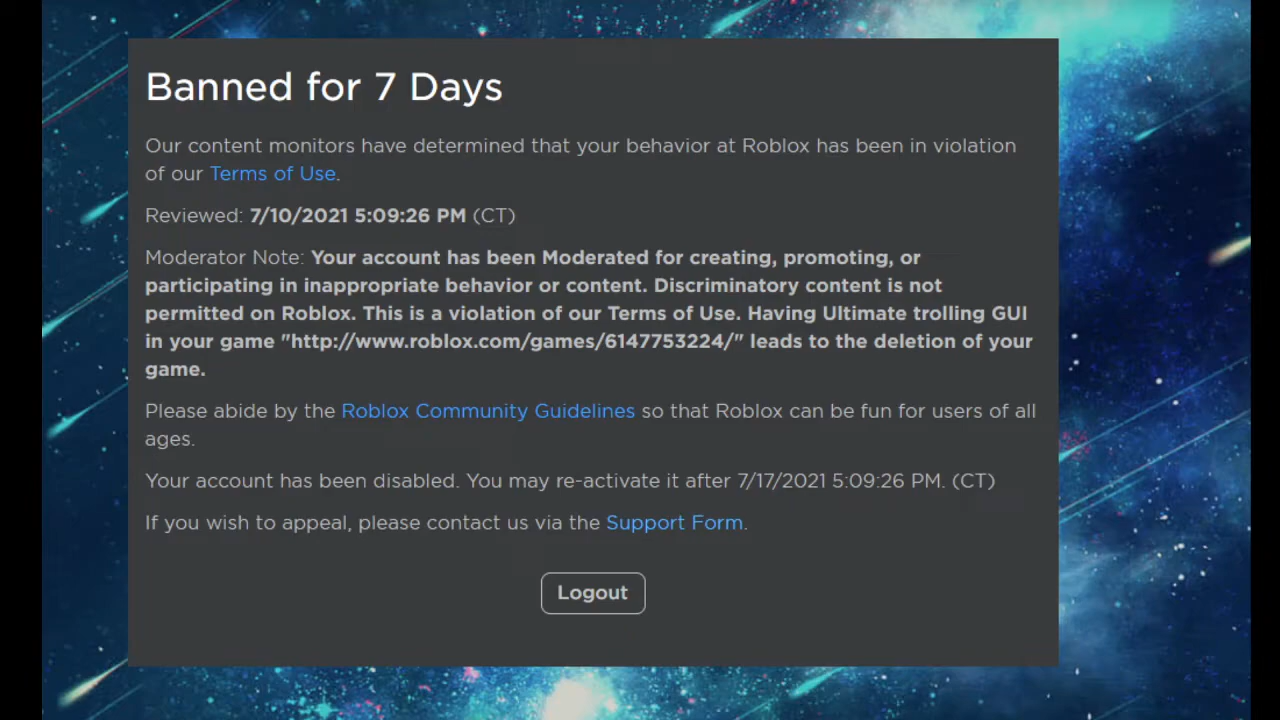 Banned for 7 Days
Our content monitors have determined that your behavior at Roblox has been in violation
of our Terms of Use.
Reviewed: 7/10/2021 5:09:26 PM (CT)
Moderator Note: Your account has been Moderated for creating, promoting, or
participating in inappropriate behavior or content. Discriminatory content is not
permitted on Roblox. This is a violation of our Terms of Use. Having Ultimate trolling GUI
in your game "http://www.roblox.com/games/6147753224/" leads to the deletion of your
game.
Please abide by the Roblox Community Guidelines so that Roblox can be fun for users of all
ages.
Your account has been disabled. You may re-activate it after 7/17/2021 5:09:26 PM. (CT)
If you wish to appeal, please contact us via the Support Form.
Logout